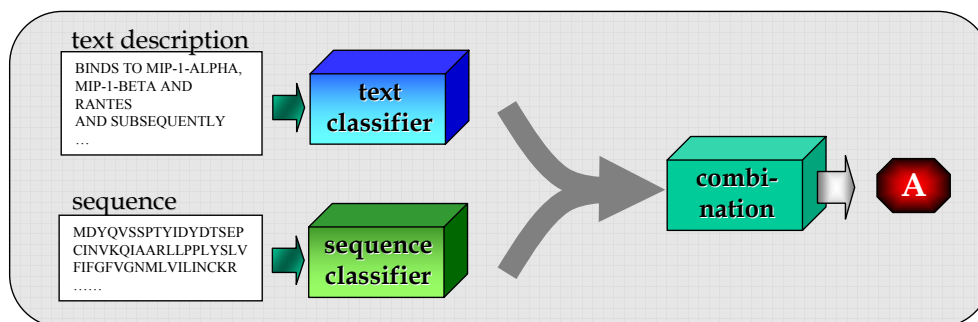 text description
BINDS TO MIP-1-ALPHA,
MIP-1-BETA AND
RANTES
AND SUBSEQUENTLY
…
text
classifier
sequence
MDYQVSSPTYIDYDTSEP
CINVKQIAARLLPPLYSLV
FIFGFVGNMLVILINCKR
……
sequence
classifier
combi-
nation
A